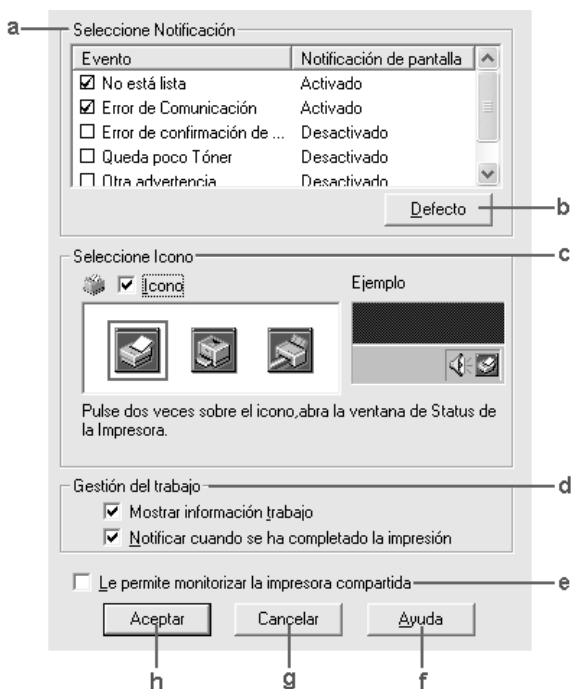 a Seleccione Notificación
Evento Notificación de pantalla
No está lista Activado
Error de Comunicación Activado
Error de confirmación de ... Desactivado
Queda poco Tóner Desactivado
Otra advertencia Desactivado
Defecto b
Seleccione Icono c
Icono Ejemplo
Pulse dos veces sobre el icono,abra la ventana de Status de
la Impresora.
Gestión del trabajo d
Mostrar información trabajo
Notificar cuando se ha completado la impresión
Le permite monitorizar la impresora compartida e
Aceptar Cancelar Ayuda
h g f